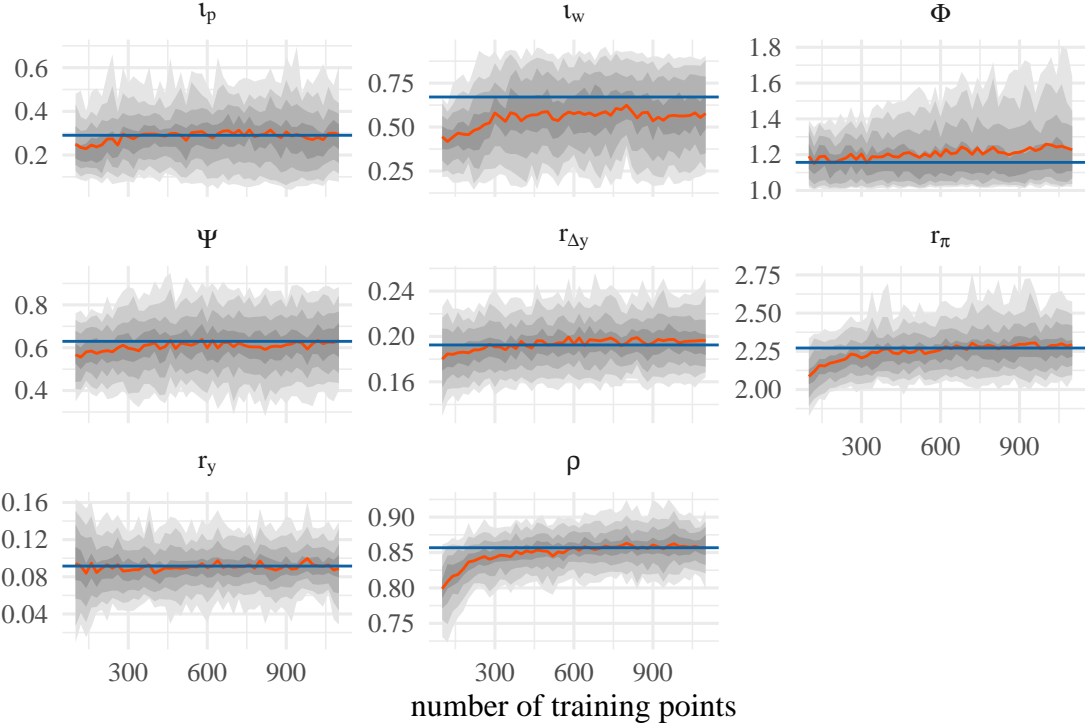 ιp ιw Φ
0.6 0.75 1.8
0.4 0.50 1.6
0.2 0.25 1.4
1.2
1.0
Ψ rΔy rπ
0.8 0.24 2.75
0.6 0.20 2.50
0.4 0.16 2.25
2.00
300 600 900
ry ρ
0.16 0.90
0.12 0.85
0.08 0.80
0.04 0.75
300 600 900 300 600 900
number of training points